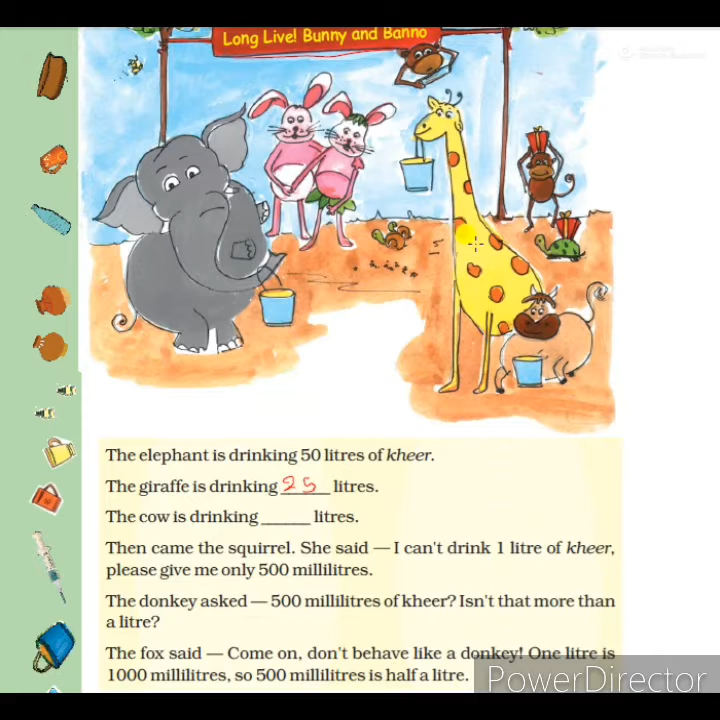 Long Live! Bunny and Banno
The elephant is drinking 50 litres of kheer.
The giraffe is drinking 25 litres.
The cow is drinking ______ litres.
Then came the squirrel. She said — I can't drink 1 litre of kheer,
please give me only 500 millilitres.
The donkey asked — 500 millilitres of kheer? Isn't that more than
a litre?
The fox said — Come on, don't behave like a donkey! One litre is
1000 millilitres, so 500 millilitres is half a litre.
PowerDirector